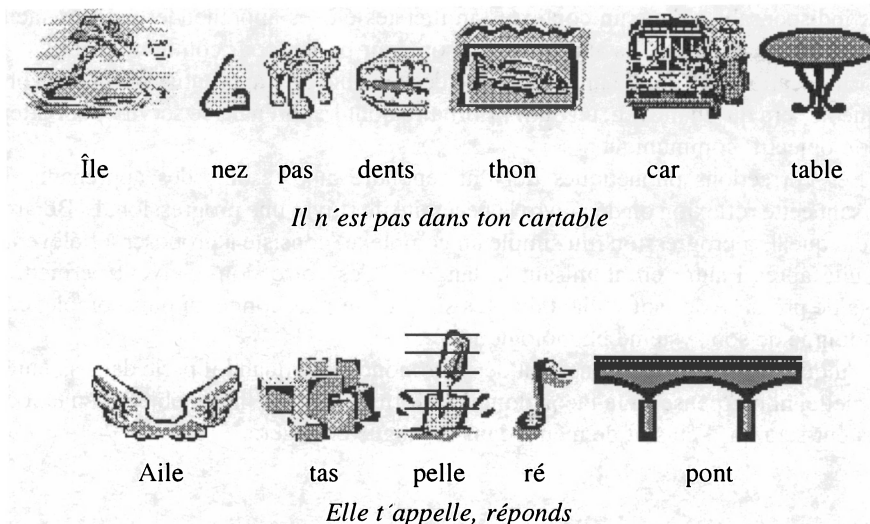 Île nez pas dents thon car table
Il n´est pas dans ton cartable
Aile tas pelle ré pont
Elle t´appelle, réponds